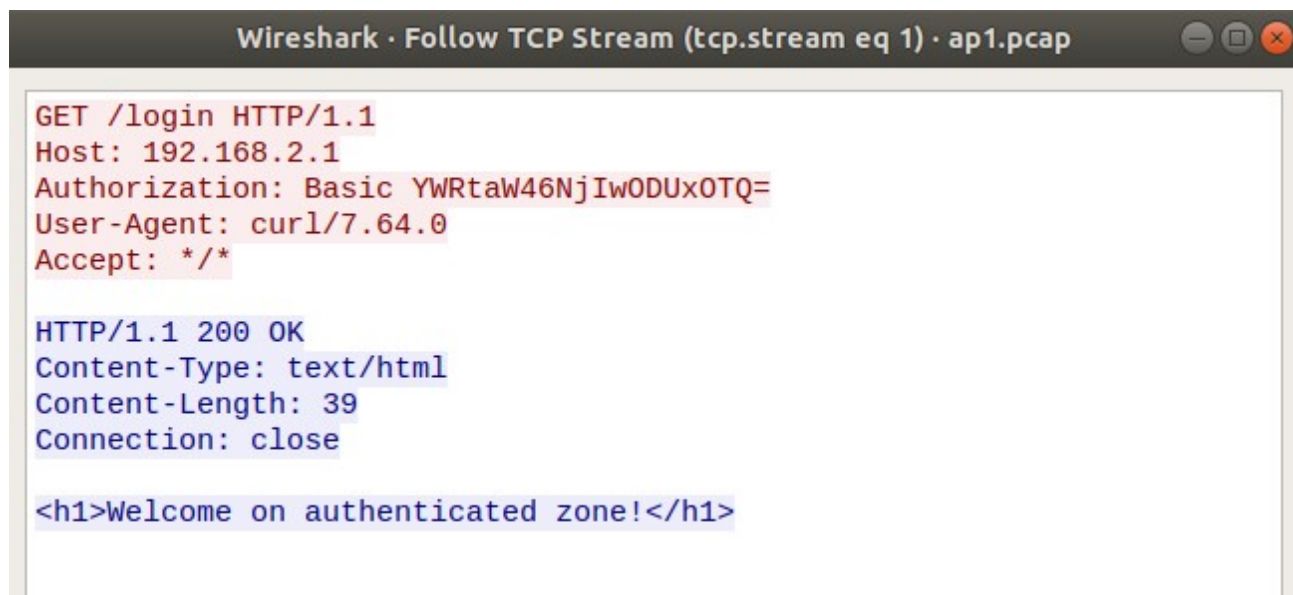 Wireshark · Follow TCP Stream (tcp.stream eq 1) · ap1.pcap
GET /login HTTP/1.1
Host: 192.168.2.1
Authorization: Basic YWRtaW46NjIwODUxOTQ=
User-Agent: curl/7.64.0
Accept: */*
HTTP/1.1 200 OK
Content-Type: text/html
Content-Length: 39
Connection: close
<h1>Welcome on authenticated zone!</h1>